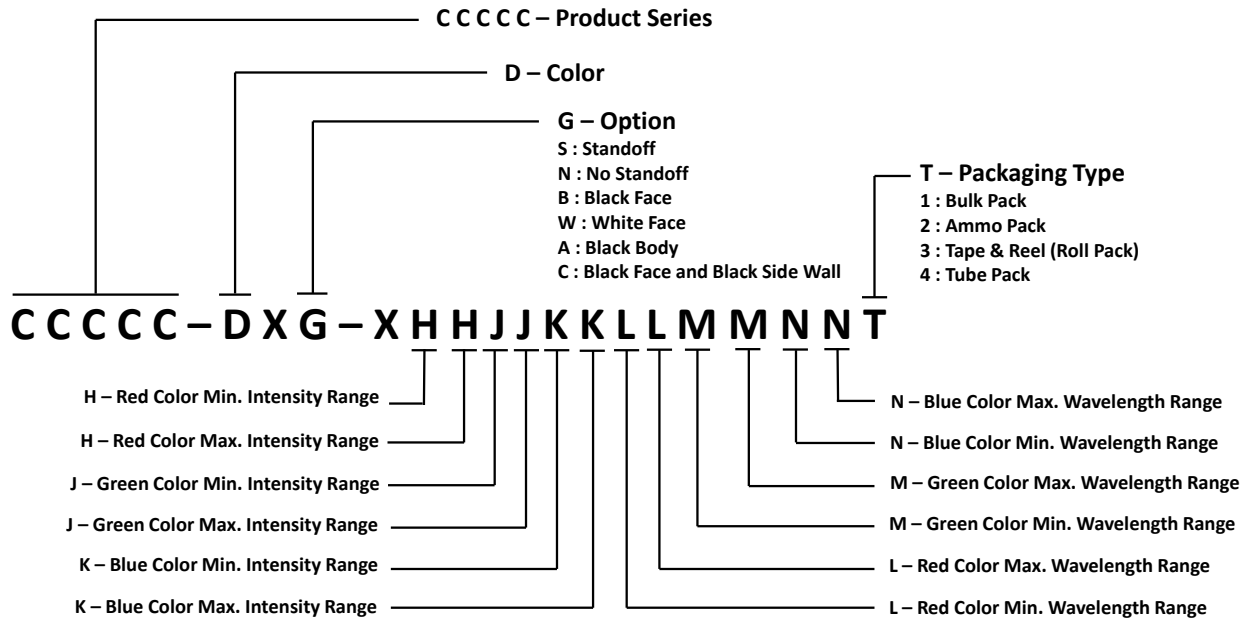 C C C C C – Product Series
D – Color
G – Option
S : Standoff
N : No Standoff
B : Black Face
W : White Face
A : Black Body
C : Black Face and Black Side Wall
T – Packaging Type
1 : Bulk Pack
2 : Ammo Pack
3 : Tape & Reel (Roll Pack)
4 : Tube Pack
C C C C C – D X G – X H H J J K K L L M M N N T
H – Red Color Min. Intensity Range
H – Red Color Max. Intensity Range
J – Green Color Min. Intensity Range
J – Green Color Max. Intensity Range
K – Blue Color Min. Intensity Range
K – Blue Color Max. Intensity Range
N – Blue Color Max. Wavelength Range
N – Blue Color Min. Wavelength Range
M – Green Color Max. Wavelength Range
M – Green Color Min. Wavelength Range
L – Red Color Max. Wavelength Range
L – Red Color Min. Wavelength Range